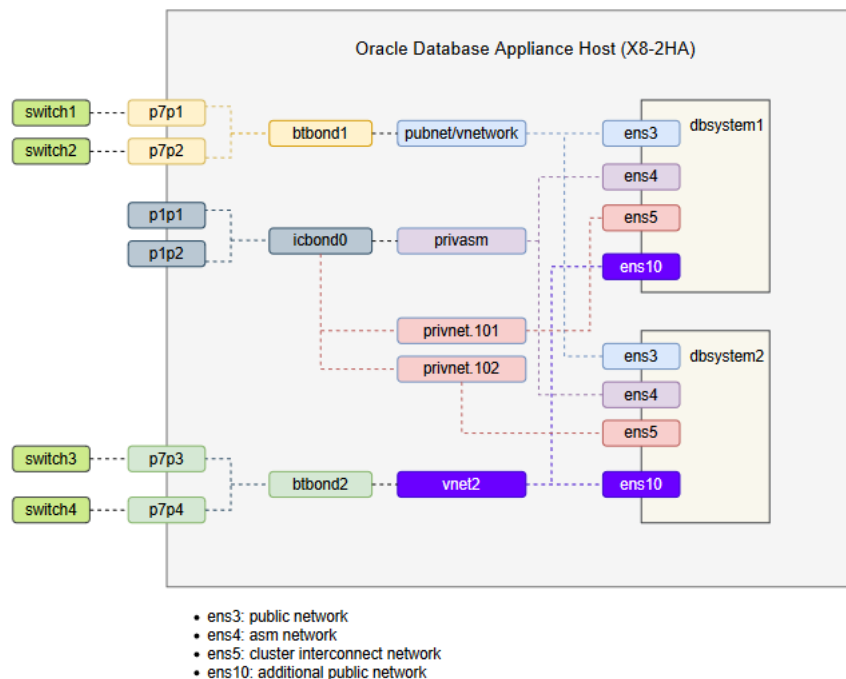 Oracle Database Appliance Host (X8-2HA)
switch1
p7p1
btbond1
pubnet/vnetwork
ens3
dbsystem1
switch2
p7p2
ens4
p1p1
ens5
icbond0
privasm
p1p2
ens10
privnet.101
ens3
dbsystem2
privnet.102
ens4
ens5
switch3
p7p3
btbond2
vnet2
ens10
switch4
p7p4
• ens3: public network
• ens4: asm network
• ens5: cluster interconnect network
• ens10: additional public network